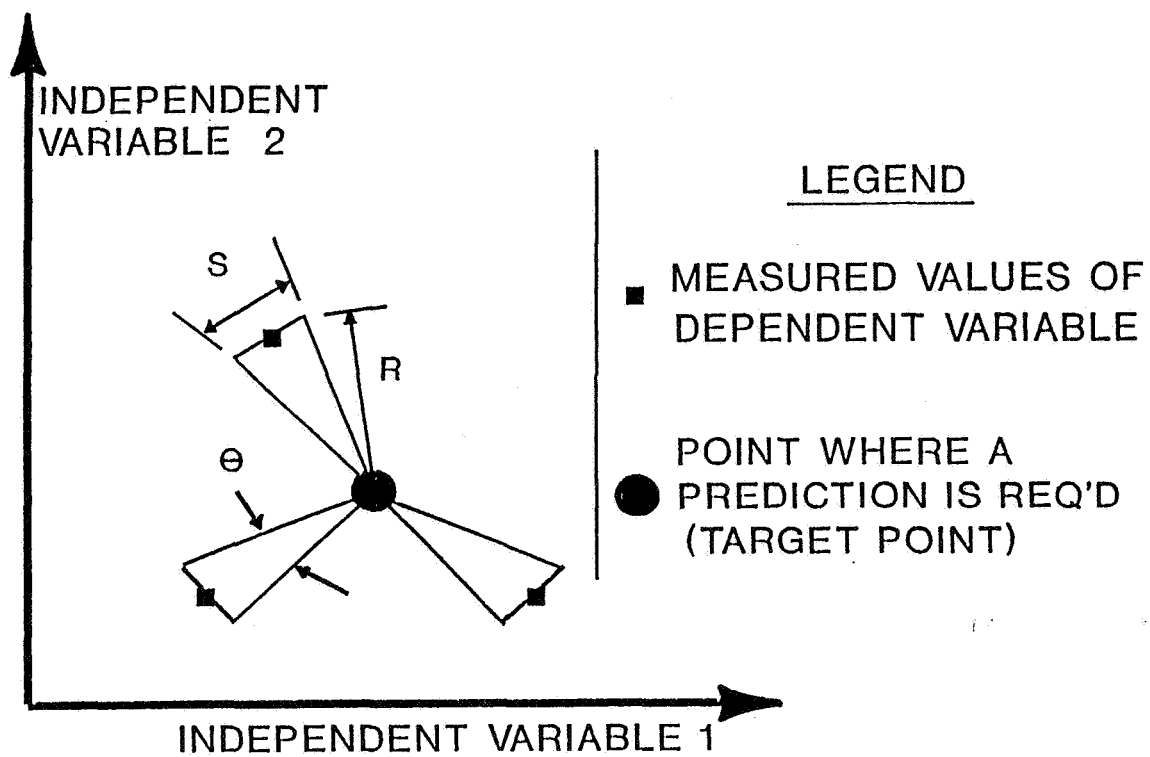 INDEPENDENT
VARIABLE 2
LEGEND
S
MEASURED VALUES OF
DEPENDENT VARIABLE
R
POINT WHERE A
PREDICTION IS REQ'D
(TARGET POINT)
Θ
INDEPENDENT VARIABLE 1